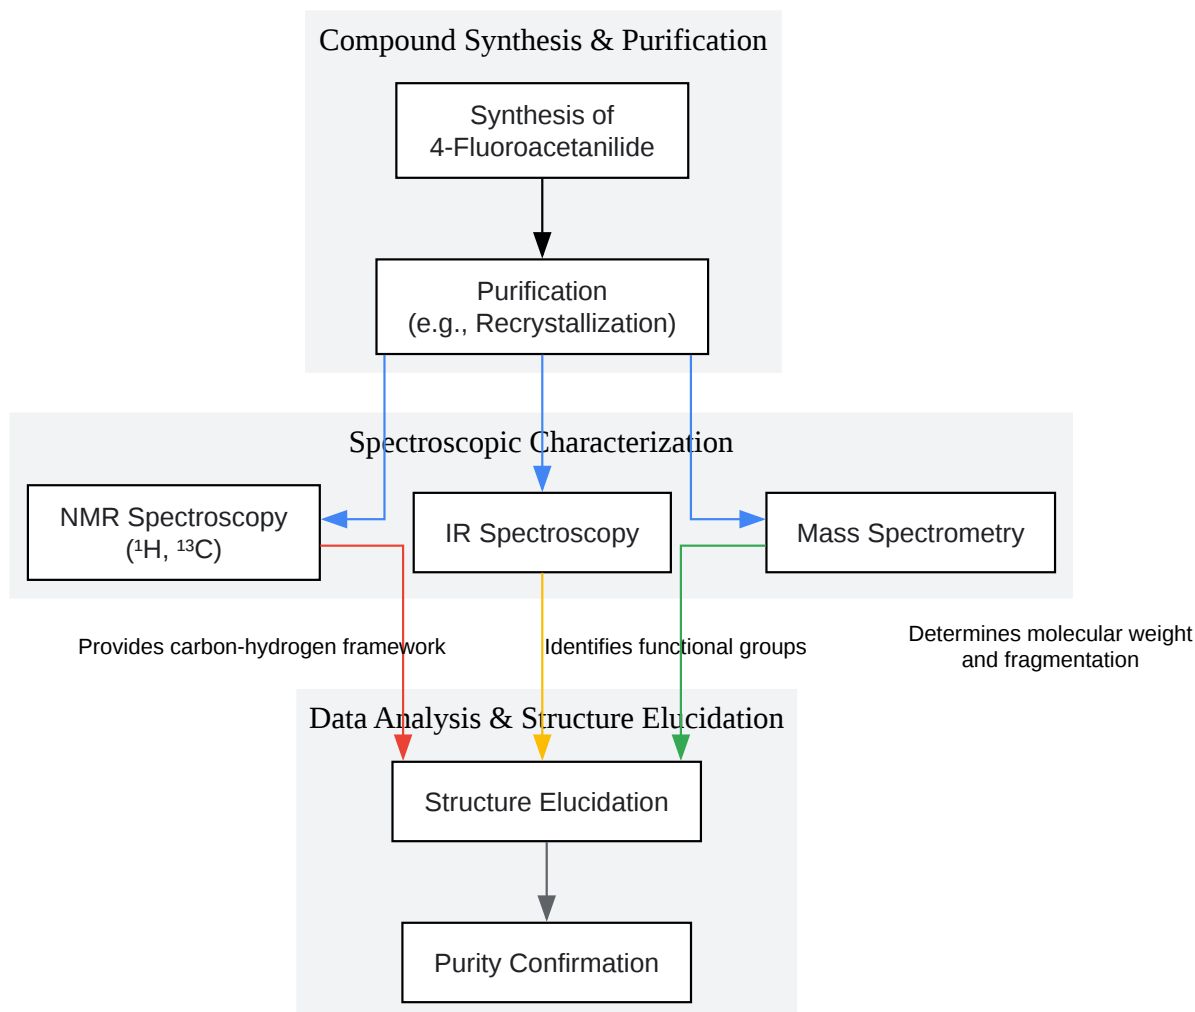 Compound Synthesis & Purification
Synthesis of
4-Fluoroacetanilide
Purification
(e.g., Recrystallization)
Spectroscopic Characterization
NMR Spectroscopy
(¹H, ¹³C)
IR Spectroscopy
Mass Spectrometry
Provides carbon-hydrogen framework
Identifies functional groups
Determines molecular weight
and fragmentation
Data Analysis & Structure Elucidation
Structure Elucidation
Purity Confirmation